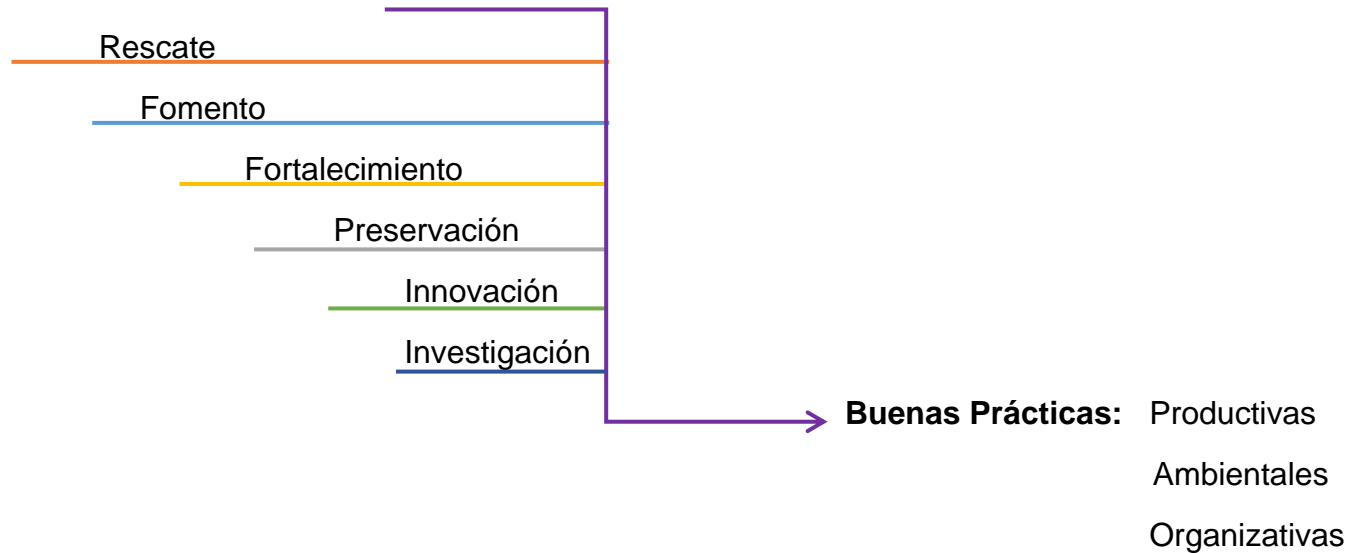 Rescate
Fomento
Fortalecimiento
Preservación
Innovación
Investigación
Buenas Prácticas: Productivas
Ambientales
Organizativas